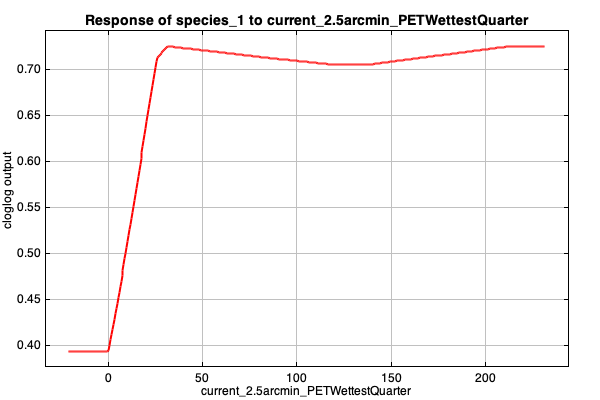 Response of species_1 to current_2.5arcmin_PETWettestQuarter
cloglog output
0.70
0.65
0.60
0.55
0.50
0.45
0.40
0 50 100 150 200
current_2.5arcmin_PETWettestQuarter